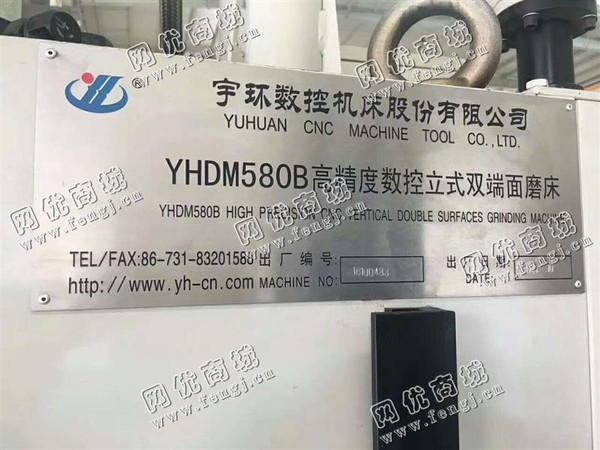 宇环数控机床股份有限公司
YUHUAN CNC MACHINE TOOL CO.,LTD.
YHDM580B高精度数控立式双端面磨床
YHDM580B HIGH PRECISION CNC VERTICAL DOUBLE SURFACES GRINDING MACHINE
TEL/FAX:86-731-83201588 出厂编号:
出厂日期
http://www.yh-cn.com MACHINE NO:
DATE
网优商城
www.fengj.cn
网优商城
www.fengj.cn
网优商城
www.fengj.cn
网优商城
www.fengj.cn
网优商城
www.fengj.cn
网优商城
www.fengj.cn